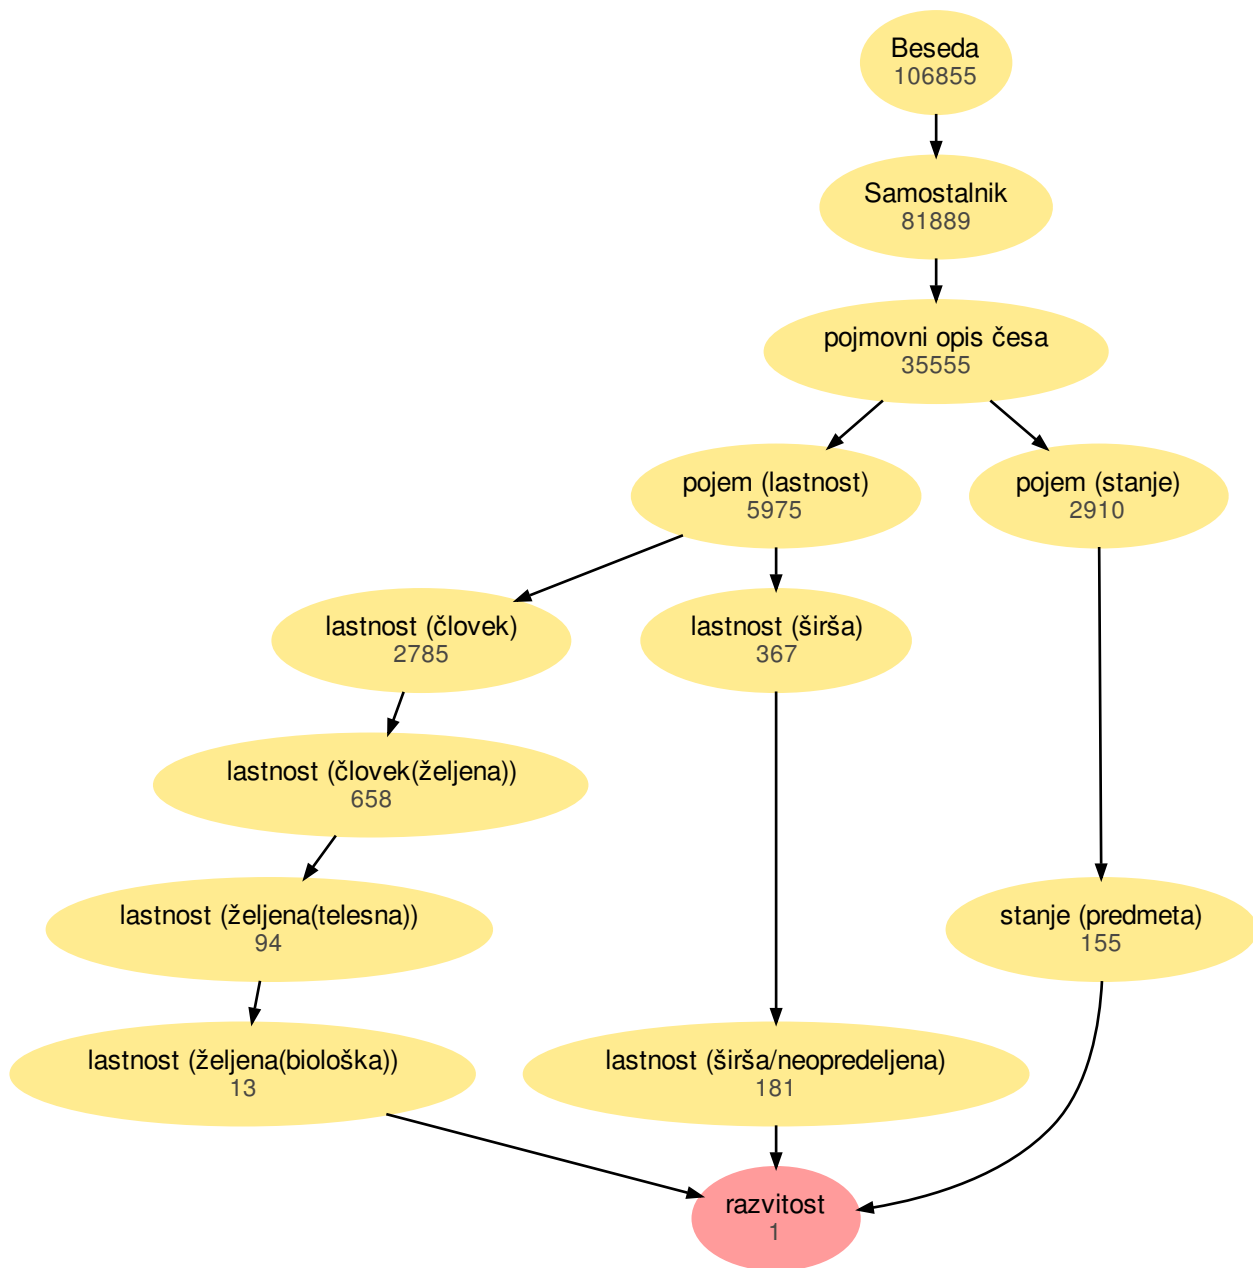 Beseda
106855
Samostalnik
81889
pojmovni opis česa
35555
pojem (lastnost)
5975
pojem (stanje)
2910
lastnost (človek)
2785
lastnost (širša)
367
lastnost (človek(željena))
658
lastnost (željena(telesna))
94
stanje (predmeta)
155
lastnost (željena(biološka))
13
lastnost (širša/neopredeljena)
181
razvitost
1